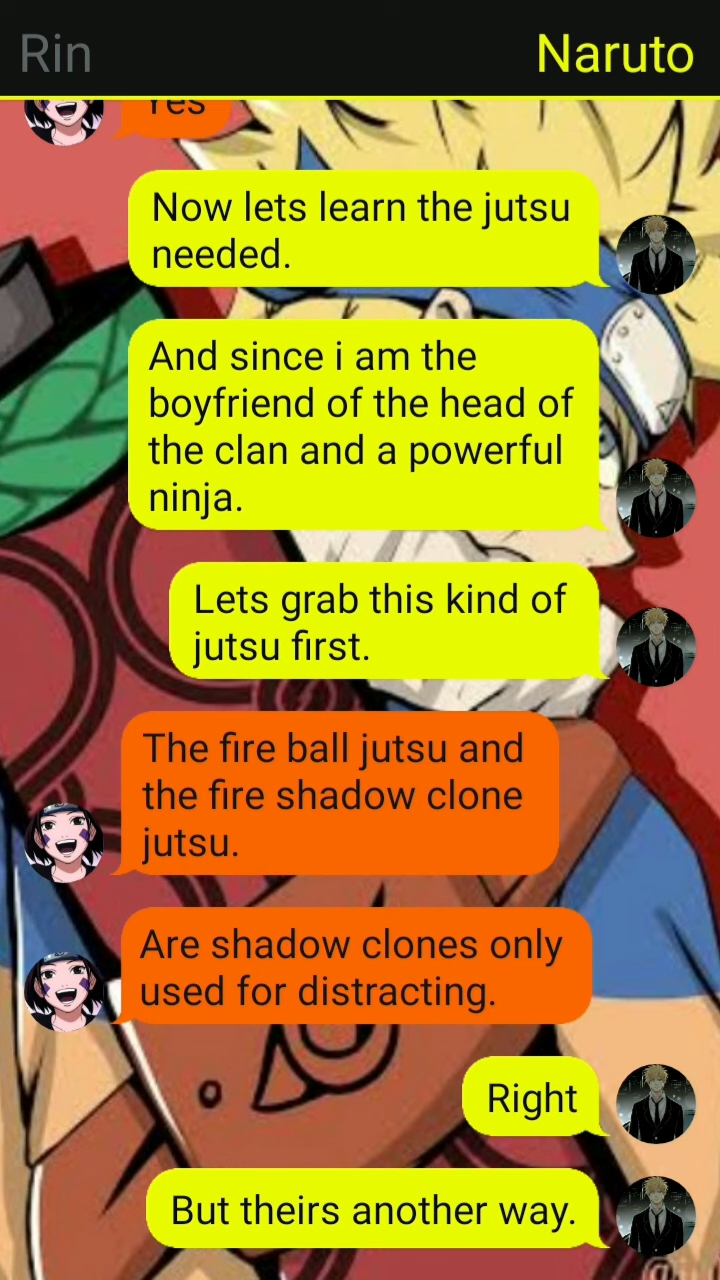 Rin
Naruto
Yes
Now lets learn the jutsu
needed.
And since i am the
boyfriend of the head of
the clan and a powerful
ninja.
Lets grab this kind of
jutsu first.
The fire ball jutsu and
the fire shadow clone
jutsu.
Are shadow clones only
used for distracting.
Right
But theirs another way.